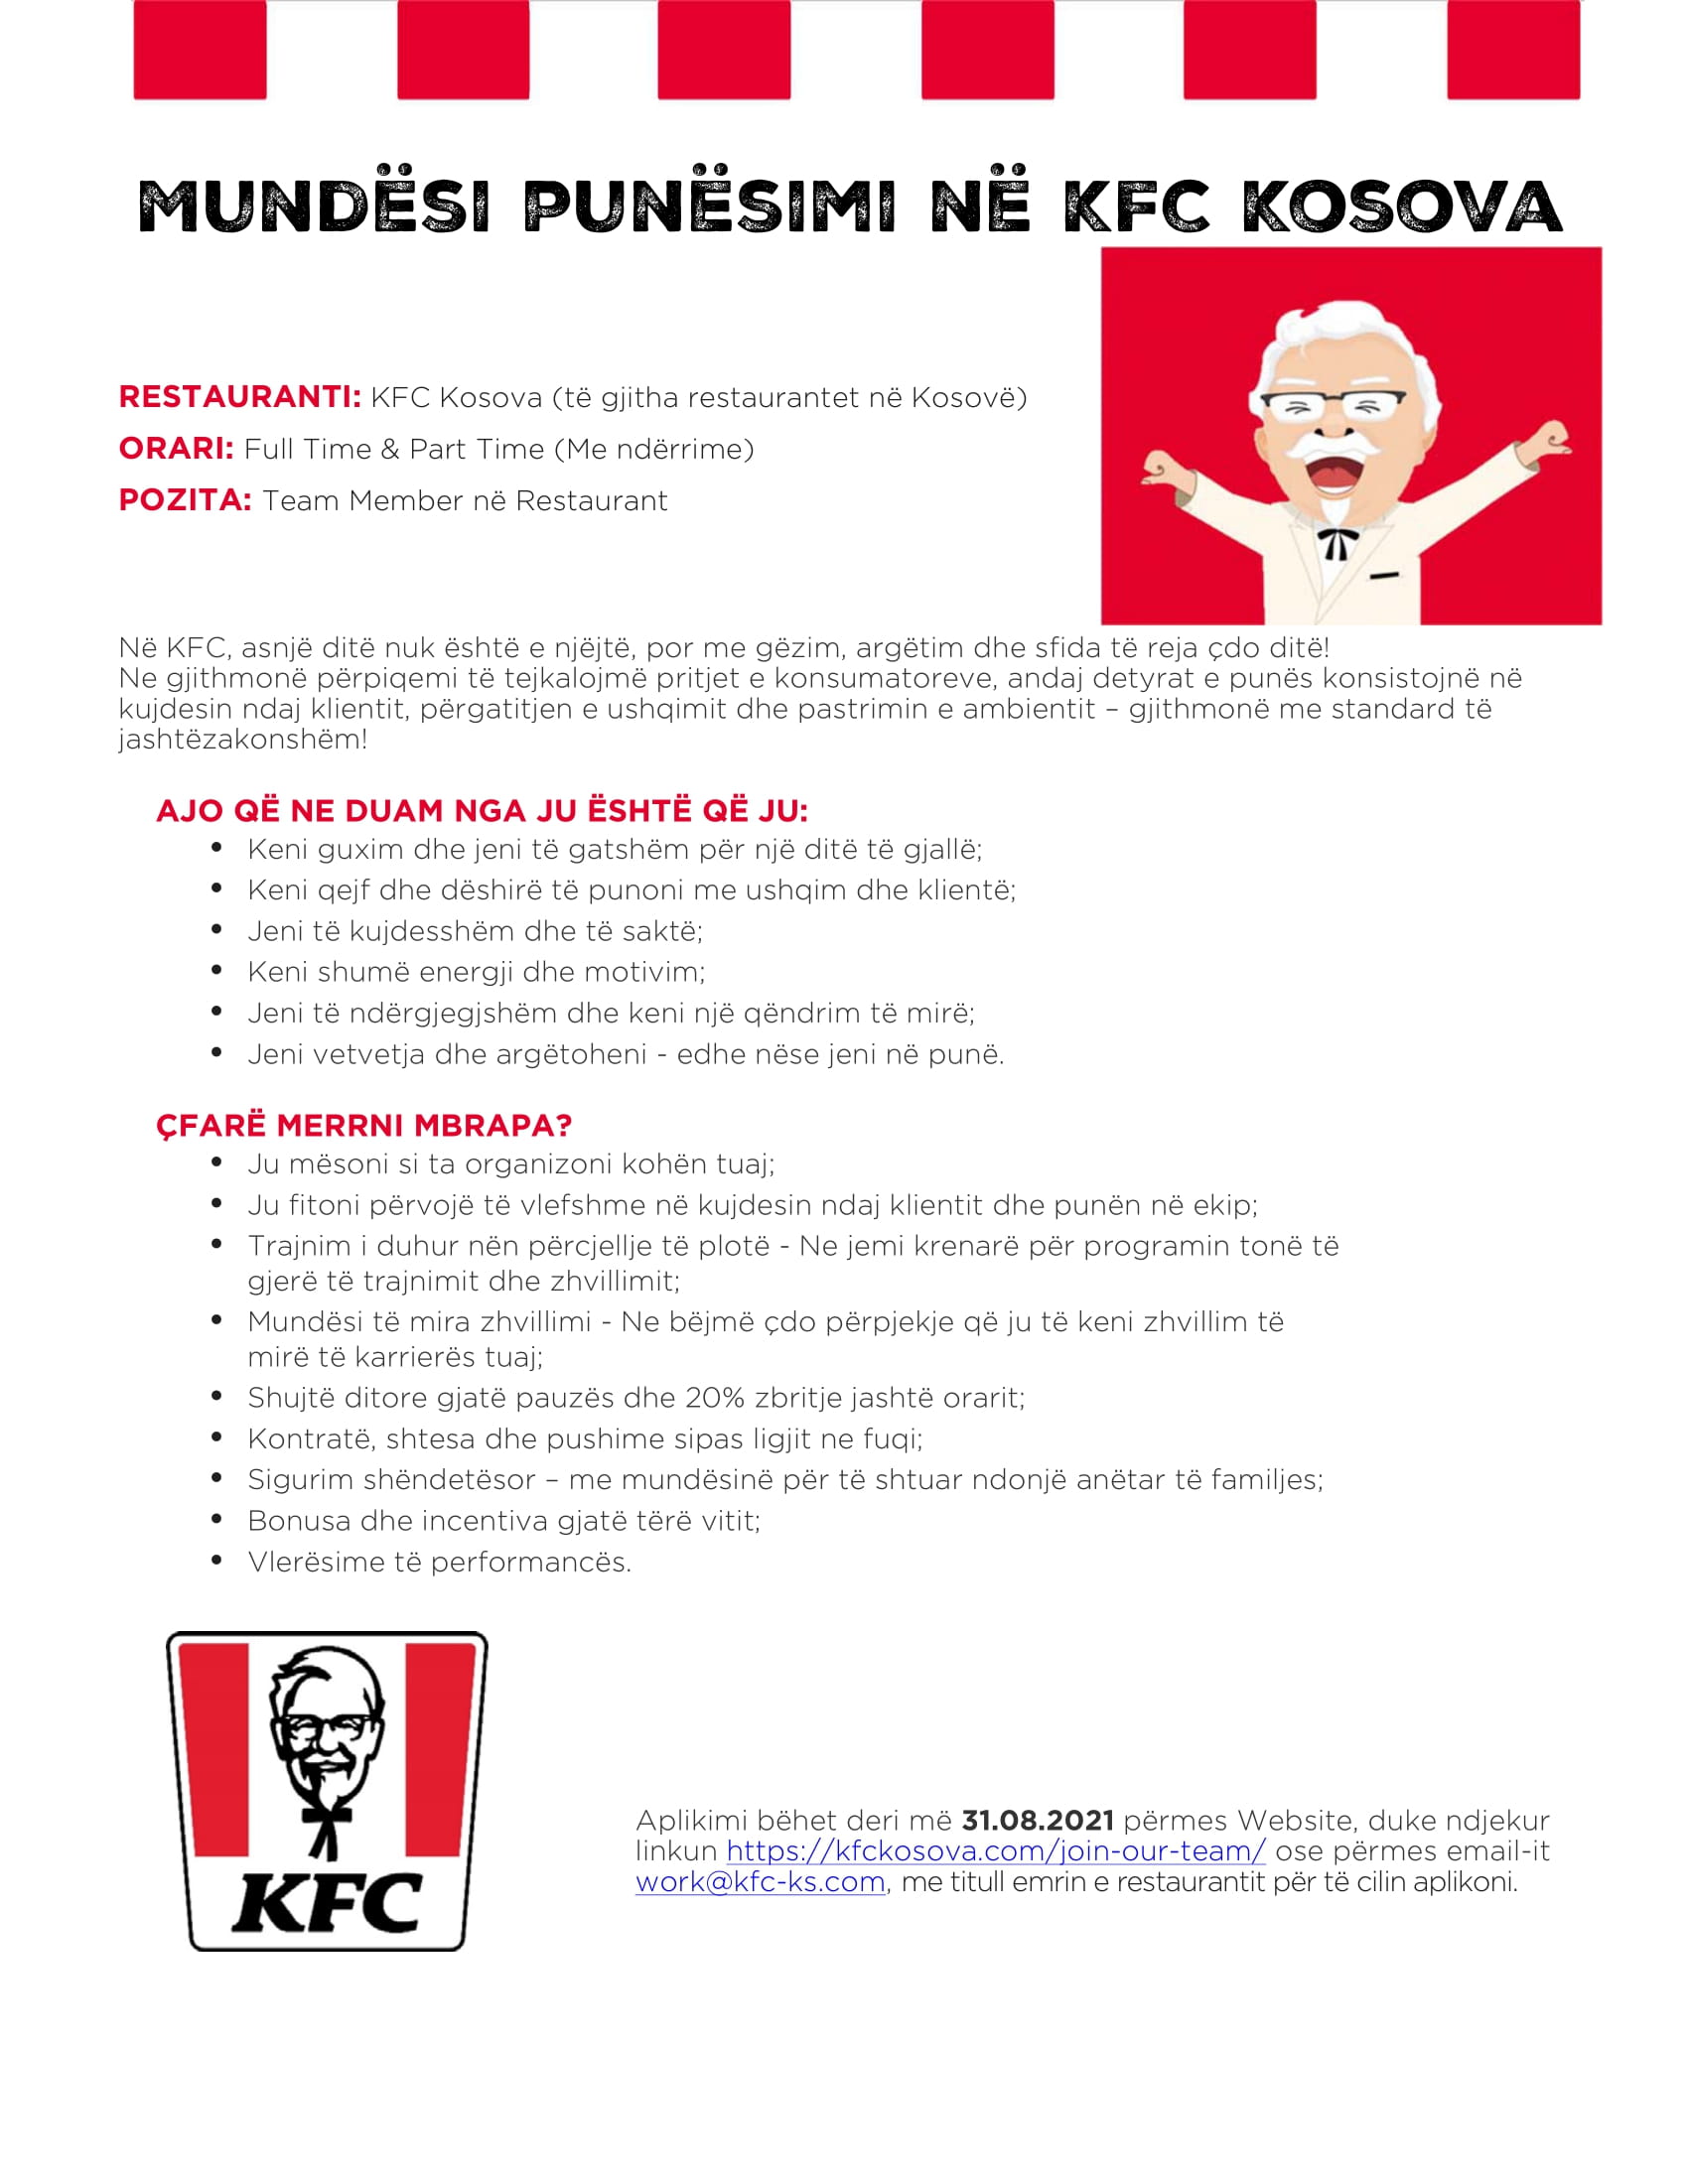 MUNDËSI PUNËSIMI NË KFC KOSOVA
RESTAURANTI: KFC Kosova (të gjitha restaurantet në Kosovë)
ORARI: Full Time & Part Time (Me ndërrime)
POZITA: Team Member në Restaurant
Në KFC, asnjë ditë nuk është e njëjtë, por me gëzim, argëtim dhe sfida të reja çdo ditë!
Ne gjithmonë përpiqemi të tejkalojmë pritjet e konsumatoreve, andaj detyrat e punës konsistojnë në
kujdesin ndaj klientit, përgatitjen e ushqimit dhe pastrimin e ambientit – gjithmonë me standard të
jashtëzakonshëm!
AJO QË NE DUAM NGA JU ËSHTË QË JU:
• Keni guxim dhe jeni të gatshëm për një ditë të gjallë;
• Keni qejf dhe dëshirë të punoni me ushqim dhe klientë;
• Jeni të kujdesshëm dhe të saktë;
• Keni shumë energji dhe motivim;
• Jeni të ndërgjegjshëm dhe keni një qëndrim të mirë;
• Jeni vetvetja dhe argëtoheni - edhe nëse jeni në punë.
ÇFARË MERRNI MBRAPA?
• Ju mësoni si ta organizoni kohën tuaj;
• Ju fitoni përvojë të vlefshme në kujdesin ndaj klientit dhe punën në ekip;
• Trajnim i duhur nën përcjellje të plotë - Ne jemi krenarë për programin tonë të
gjerë të trajnimit dhe zhvillimit;
• Mundësi të mira zhvillimi - Ne bëjmë çdo përpjekje që ju të keni zhvillim të
mirë të karrierës tuaj;
• Shujtë ditore gjatë pauzës dhe 20% zbritje jashtë orarit;
• Kontratë, shtesa dhe pushime sipas ligjit ne fuqi;
• Sigurim shëndetësor – me mundësinë për të shtuar ndonjë anëtar të familjes;
• Bonusa dhe incentiva gjatë tërë vitit;
• Vlerësime të performancës.
KFC
Aplikimi bëhet deri më 31.08.2021 përmes Website, duke ndjekur
linkun https://kfckosova.com/join-our-team/ ose përmes email-it
work@kfc-ks.com, me titull emrin e restaurantit për të cilin aplikoni.